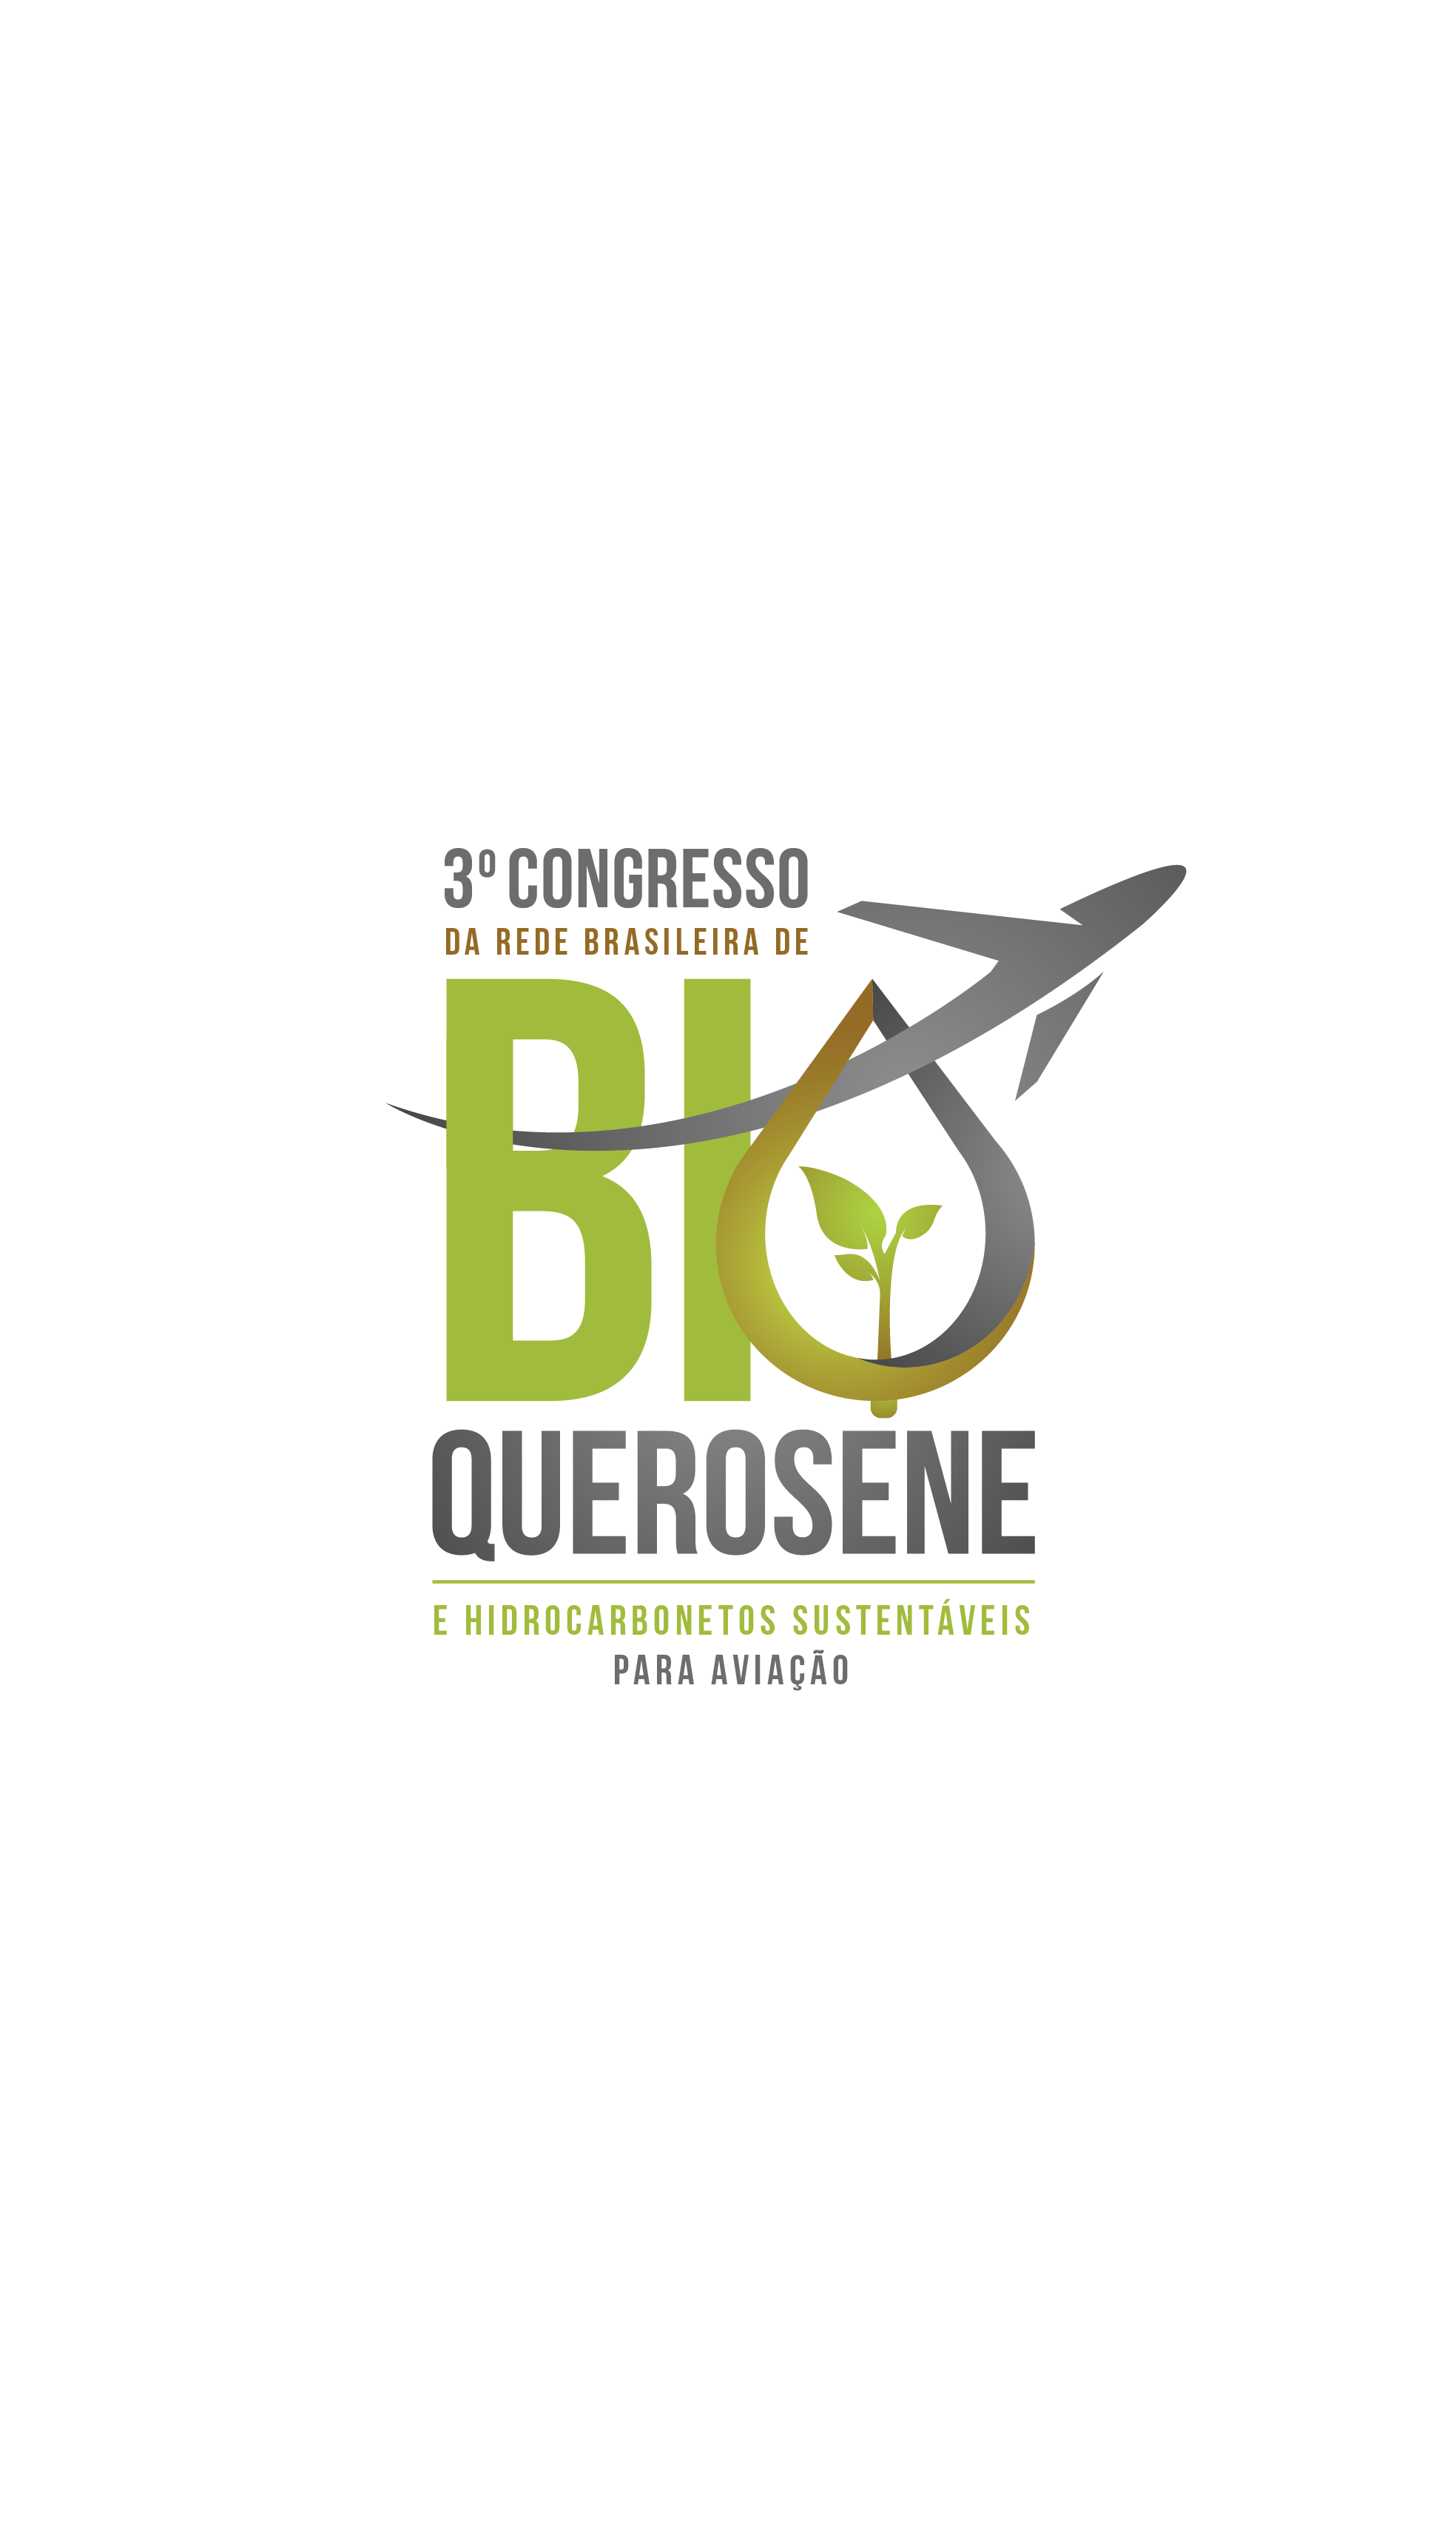 3º CONGRESSO
DA REDE BRASILEIRA DE
BIO
QUEROSENE
E HIDROCARBONETOS SUSTENTÁVEIS
PARA AVIAÇÃO